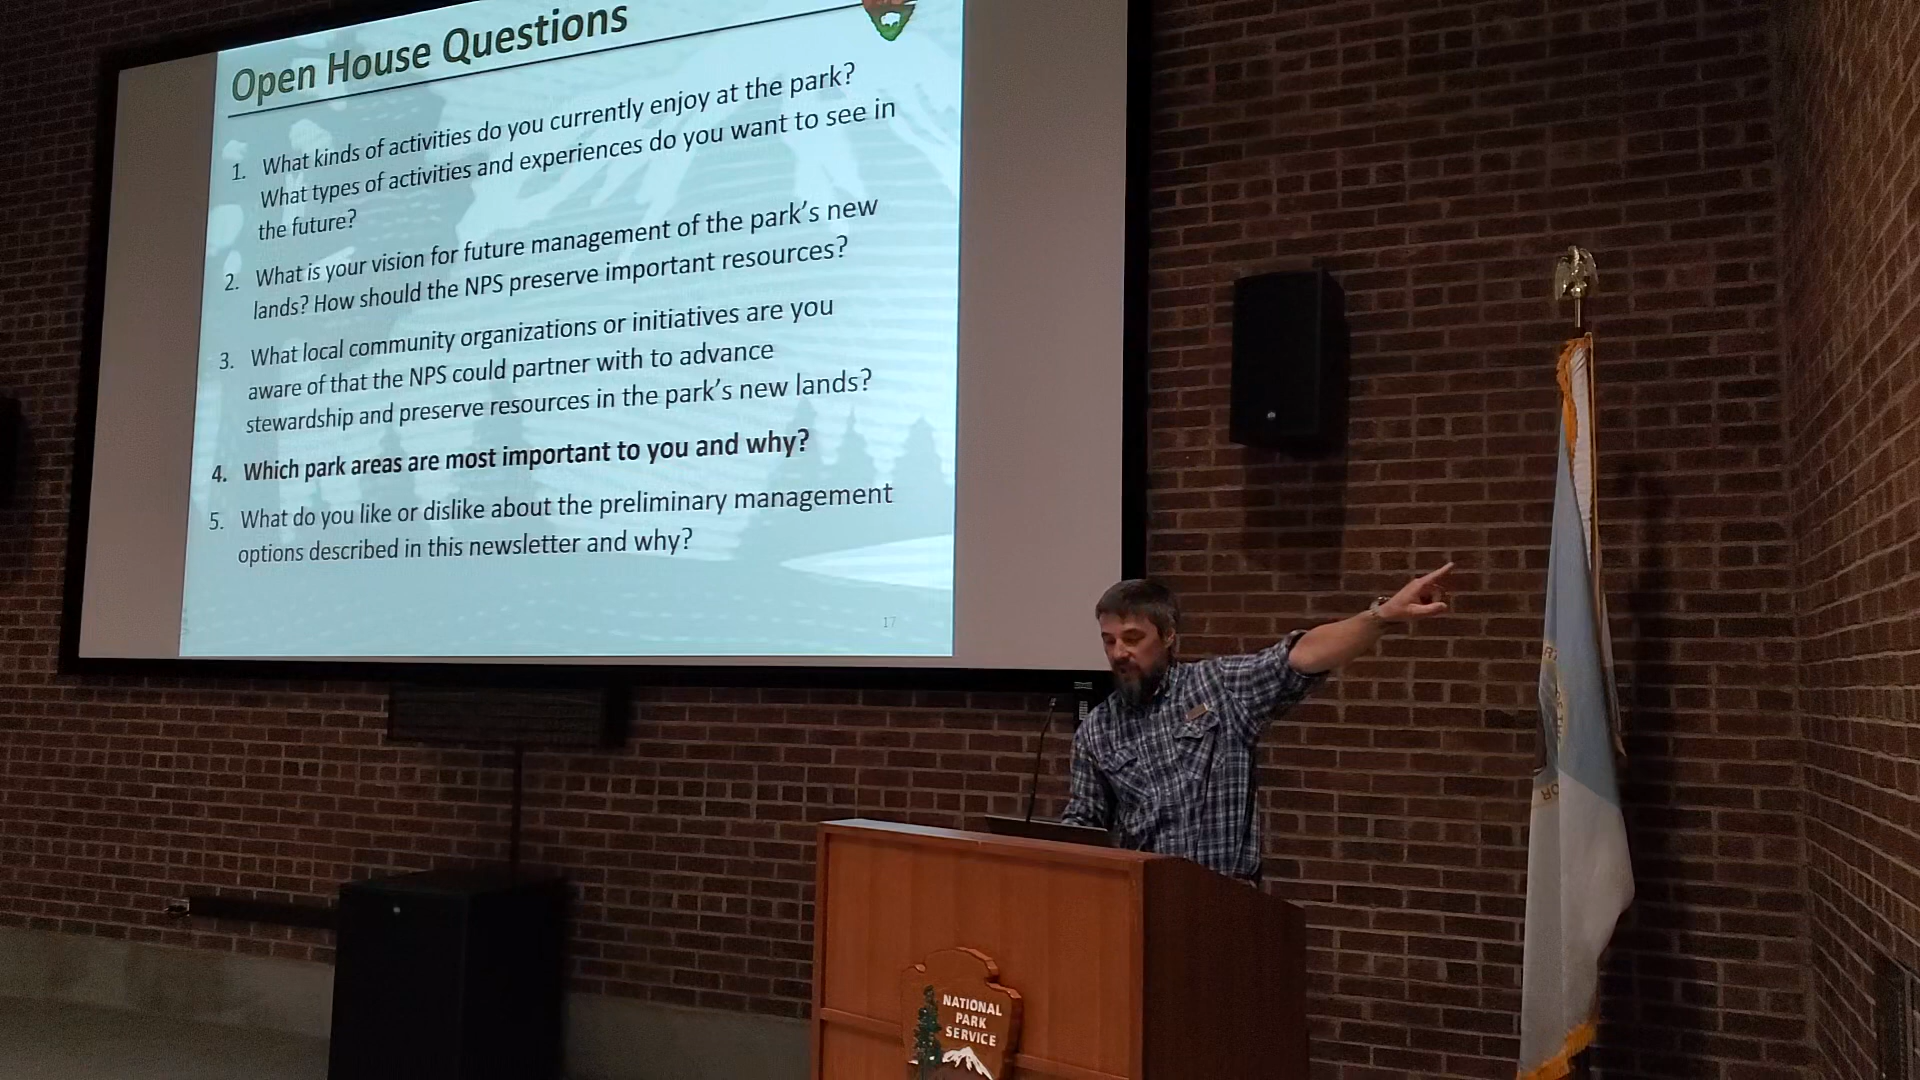 Open House Questions
1. What kinds of activities do you currently enjoy at the park?
What types of activities and experiences do you want to see in
the future?
2. What is your vision for future management of the park's new
lands? How should the NPS preserve important resources?
3. What local community organizations or initiatives are you
aware of that the NPS could partner with to advance
stewardship and preserve resources in the park's new lands?
4. Which park areas are most important to you and why?
5. What do you like or dislike about the preliminary management
options described in this newsletter and why?
17
NATIONAL
PARK
SERVICE